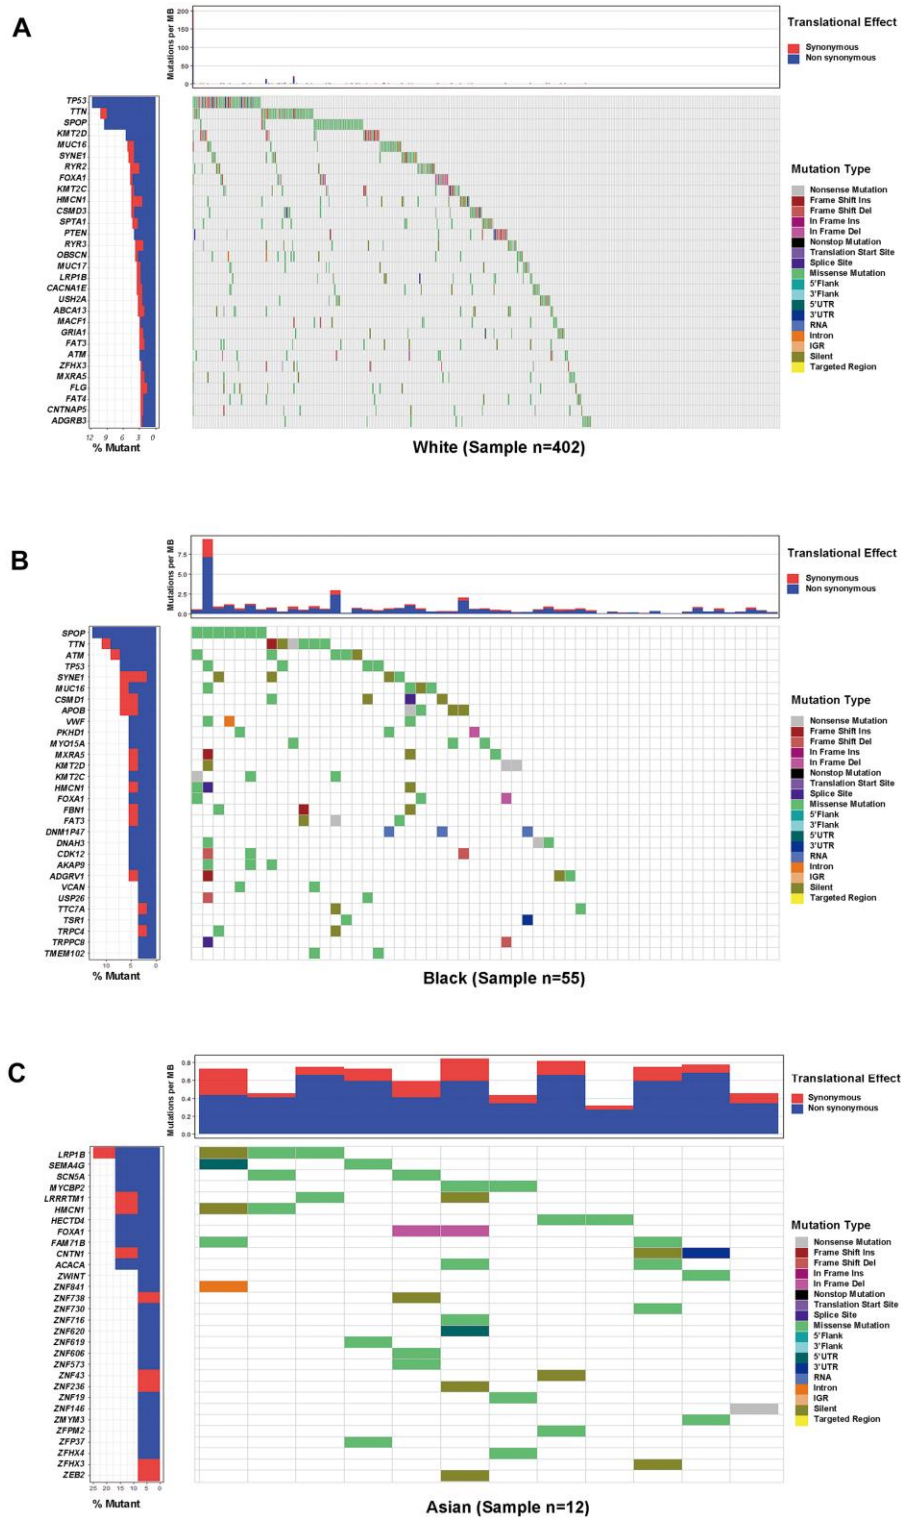 A
Mutations per MB
200
150
100
50
0
Translational Effect
Synonymous
Non synonymous
TP53
TTN
SPOP
KMT2D
MUC16
SYNE1
RYR2
FOXA1
KMT2C
HMCN1
CSMD3
SPTA1
PTEN
RYR3
OBSCN
MUC17
LRP1B
CACNA1E
USH2A
ABCA13
MACF1
GRIA1
FAT3
ATM
ZFHX3
MXRA5
FLG
FAT4
CNTNAP5
ADGRB3
12 9 6 3 0
% Mutant
White (Sample n=402)
Mutation Type
Nonsense Mutation
Frame Shift Ins
Frame Shift Del
In Frame Ins
In Frame Del
Nonstop Mutation
Translation Start Site
Splice Site
Missense Mutation
5'Flank
3'Flank
5'UTR
3'UTR
RNA
Intron
IGR
Silent
Targeted Region
B
Mutations per MB
7.5
5.0
2.5
0.0
Translational Effect
Synonymous
Non synonymous
SPOP
TTN
ATM
TP53
SYNE1
MUC16
CSMD1
APOB
VWF
PKHD1
MYO15A
MXRA5
KMT2D
KMT2C
HMCN1
FOXA1
FBN1
FAT3
DNM1P47
DNAH3
CDK12
AKAP9
ADGRV1
VCAN
USP26
TTC7A
TSR1
TRPC4
TRPPC8
TMEM102
10 5 0
% Mutant
Black (Sample n=55)
Mutation Type
Nonsense Mutation
Frame Shift Ins
Frame Shift Del
In Frame Ins
In Frame Del
Nonstop Mutation
Translation Start Site
Splice Site
Missense Mutation
5'Flank
3'Flank
5'UTR
3'UTR
RNA
Intron
IGR
Silent
Targeted Region
C
Mutations per MB
0.8
0.6
0.4
0.2
0.0
Translational Effect
Synonymous
Non synonymous
LRP1B
SEMA4G
SCN5A
MYCBP2
LRRRTM1
HMCN1
HECTD4
FOXA1
FAM71B
CNTN1
ACACA
ZWINT
ZNF841
ZNF738
ZNF730
ZNF716
ZNF620
ZNF619
ZNF606
ZNF573
ZNF43
ZNF236
ZNF19
ZNF146
ZMYM3
ZFPM2
ZFP37
ZFHX4
ZFHX3
ZEB2
25 20 15 10 5 0
% Mutant
Asian (Sample n=12)
Mutation Type
Nonsense Mutation
Frame Shift Ins
Frame Shift Del
In Frame Ins
In Frame Del
Nonstop Mutation
Translation Start Site
Splice Site
Missense Mutation
5'Flank
3'Flank
5'UTR
3'UTR
RNA
Intron
IGR
Silent
Targeted Region